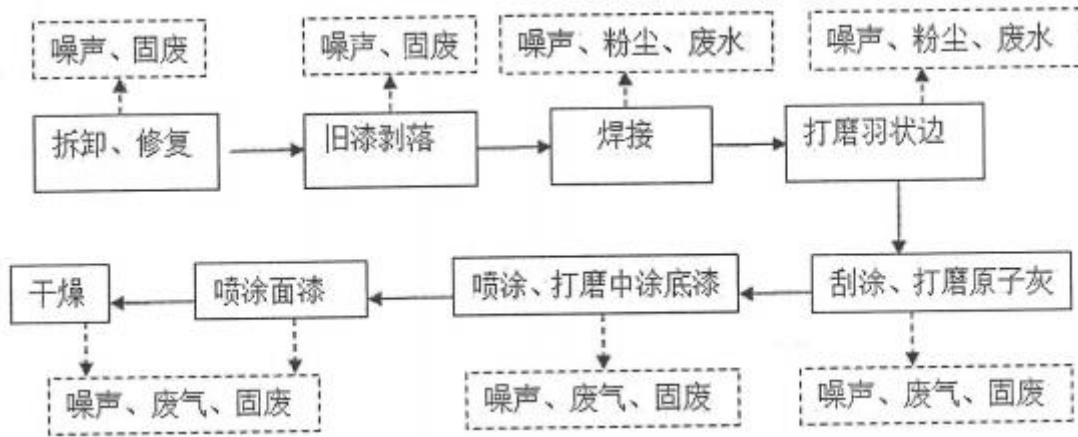 噪声、固废
噪声、固废
噪声、粉尘、废水
噪声、粉尘、废水
拆卸、修复
旧漆剥落
焊接
打磨羽状边
干燥
喷涂面漆
喷涂、打磨中涂底漆
刮涂、打磨原子灰
噪声、废气、固废
噪声、废气、固废
噪声、废气、固废